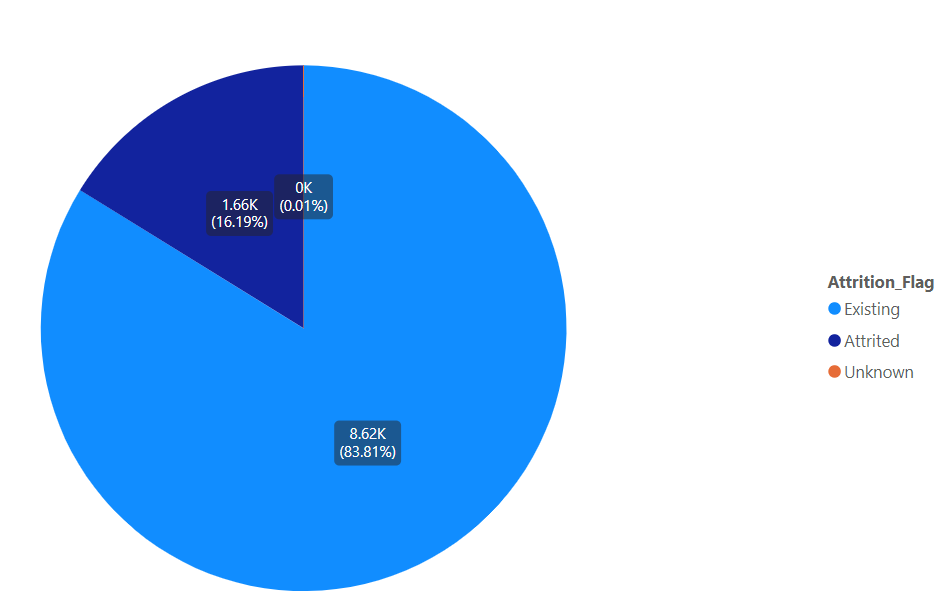 0K
(0.01%)
1.66K
(16.19%)
8.62K
(83.81%)
Attrition_Flag
Existing
Attrited
Unknown